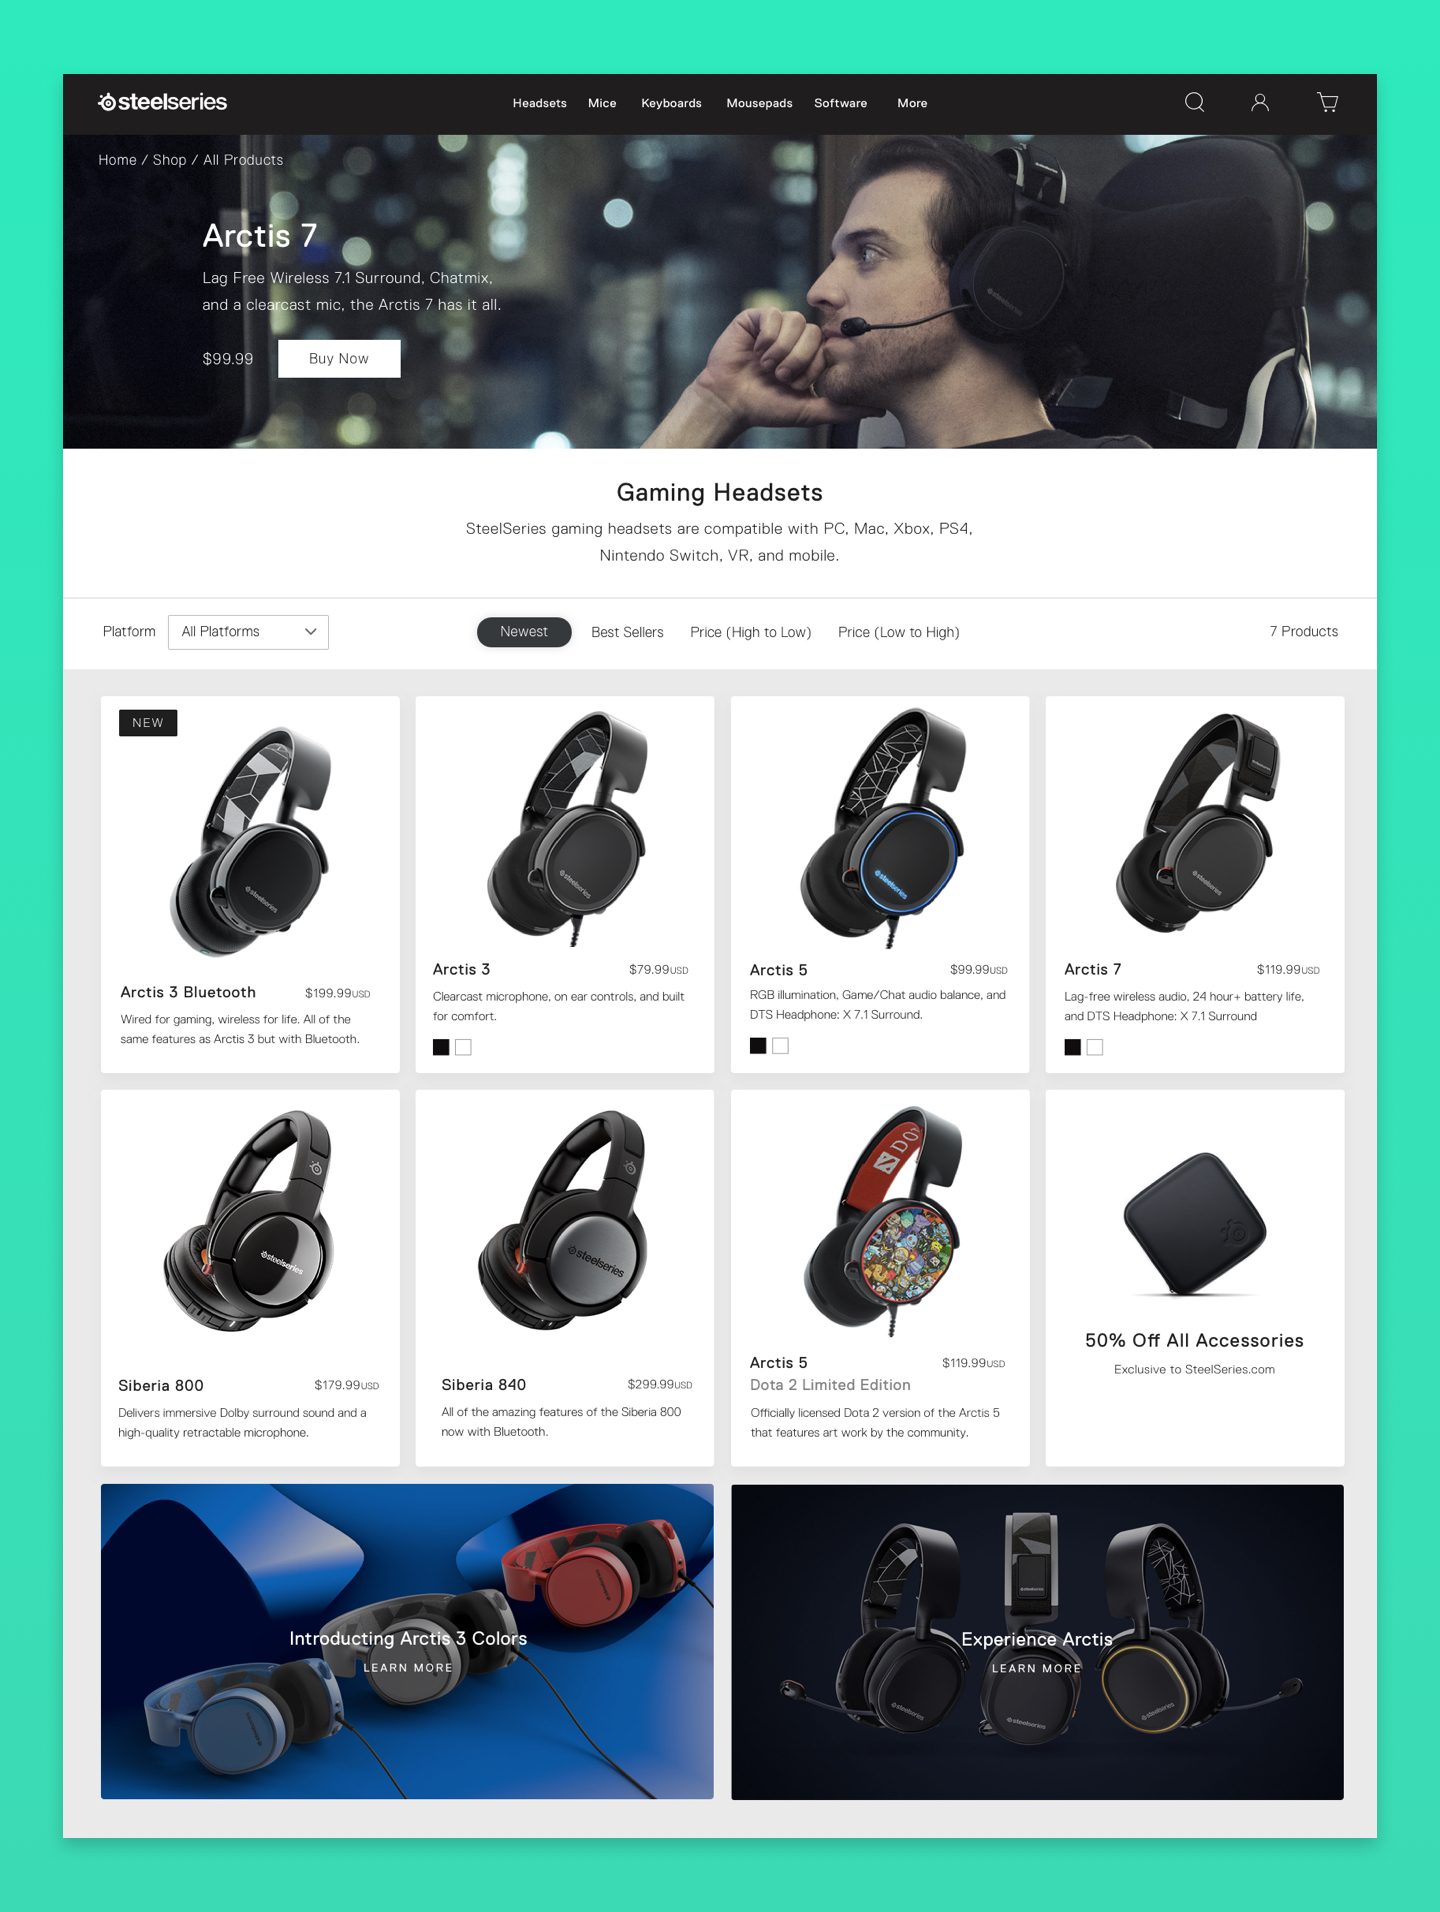 steelseries
Headsets Mice Keyboards Mousepads Software More
Home / Shop / All Products
Arctis 7
Lag Free Wireless 7.1 Surround, Chatmix,
and a clearcast mic, the Arctis 7 has it all.
$99.99 Buy Now
Gaming Headsets
SteelSeries gaming headsets are compatible with PC, Mac, Xbox, PS4,
Nintendo Switch, VR, and mobile.
Platform All Platforms Newest Best Sellers Price (High to Low) Price (Low to High) 7 Products
NEW
steelseries
steelseries
steelseries
steelseries
Arctis 3 Bluetooth $199.99USD
Wired for gaming, wireless for life. All of the
same features as Arctis 3 but with Bluetooth.
Arctis 3 $79.99USD
Clearcast microphone, on ear controls, and built
for comfort.
Arctis 5 $99.99USD
RGB illumination, Game/Chat audio balance, and
DTS Headphone: X 7.1 Surround.
Arctis 7 $119.99USD
Lag-free wireless audio, 24 hour+ battery life,
and DTS Headphone: X 7.1 Surround
steelseries
Siberia 800 $179.99USD
Delivers immersive Dolby surround sound and a
high-quality retractable microphone.
steelseries
Siberia 840 $299.99USD
All of the amazing features of the Siberia 800
now with Bluetooth.
Arctis 5 $119.99USD
Dota 2 Limited Edition
Officially licensed Dota 2 version of the Arctis 5
that features art work by the community.
50% Off All Accessories
Exclusive to SteelSeries.com
Introducting Arctis 3 Colors
LEARN MORE
Experience Arctis
LEARN MORE
steelseries
steelseries
steelseries
steelseries